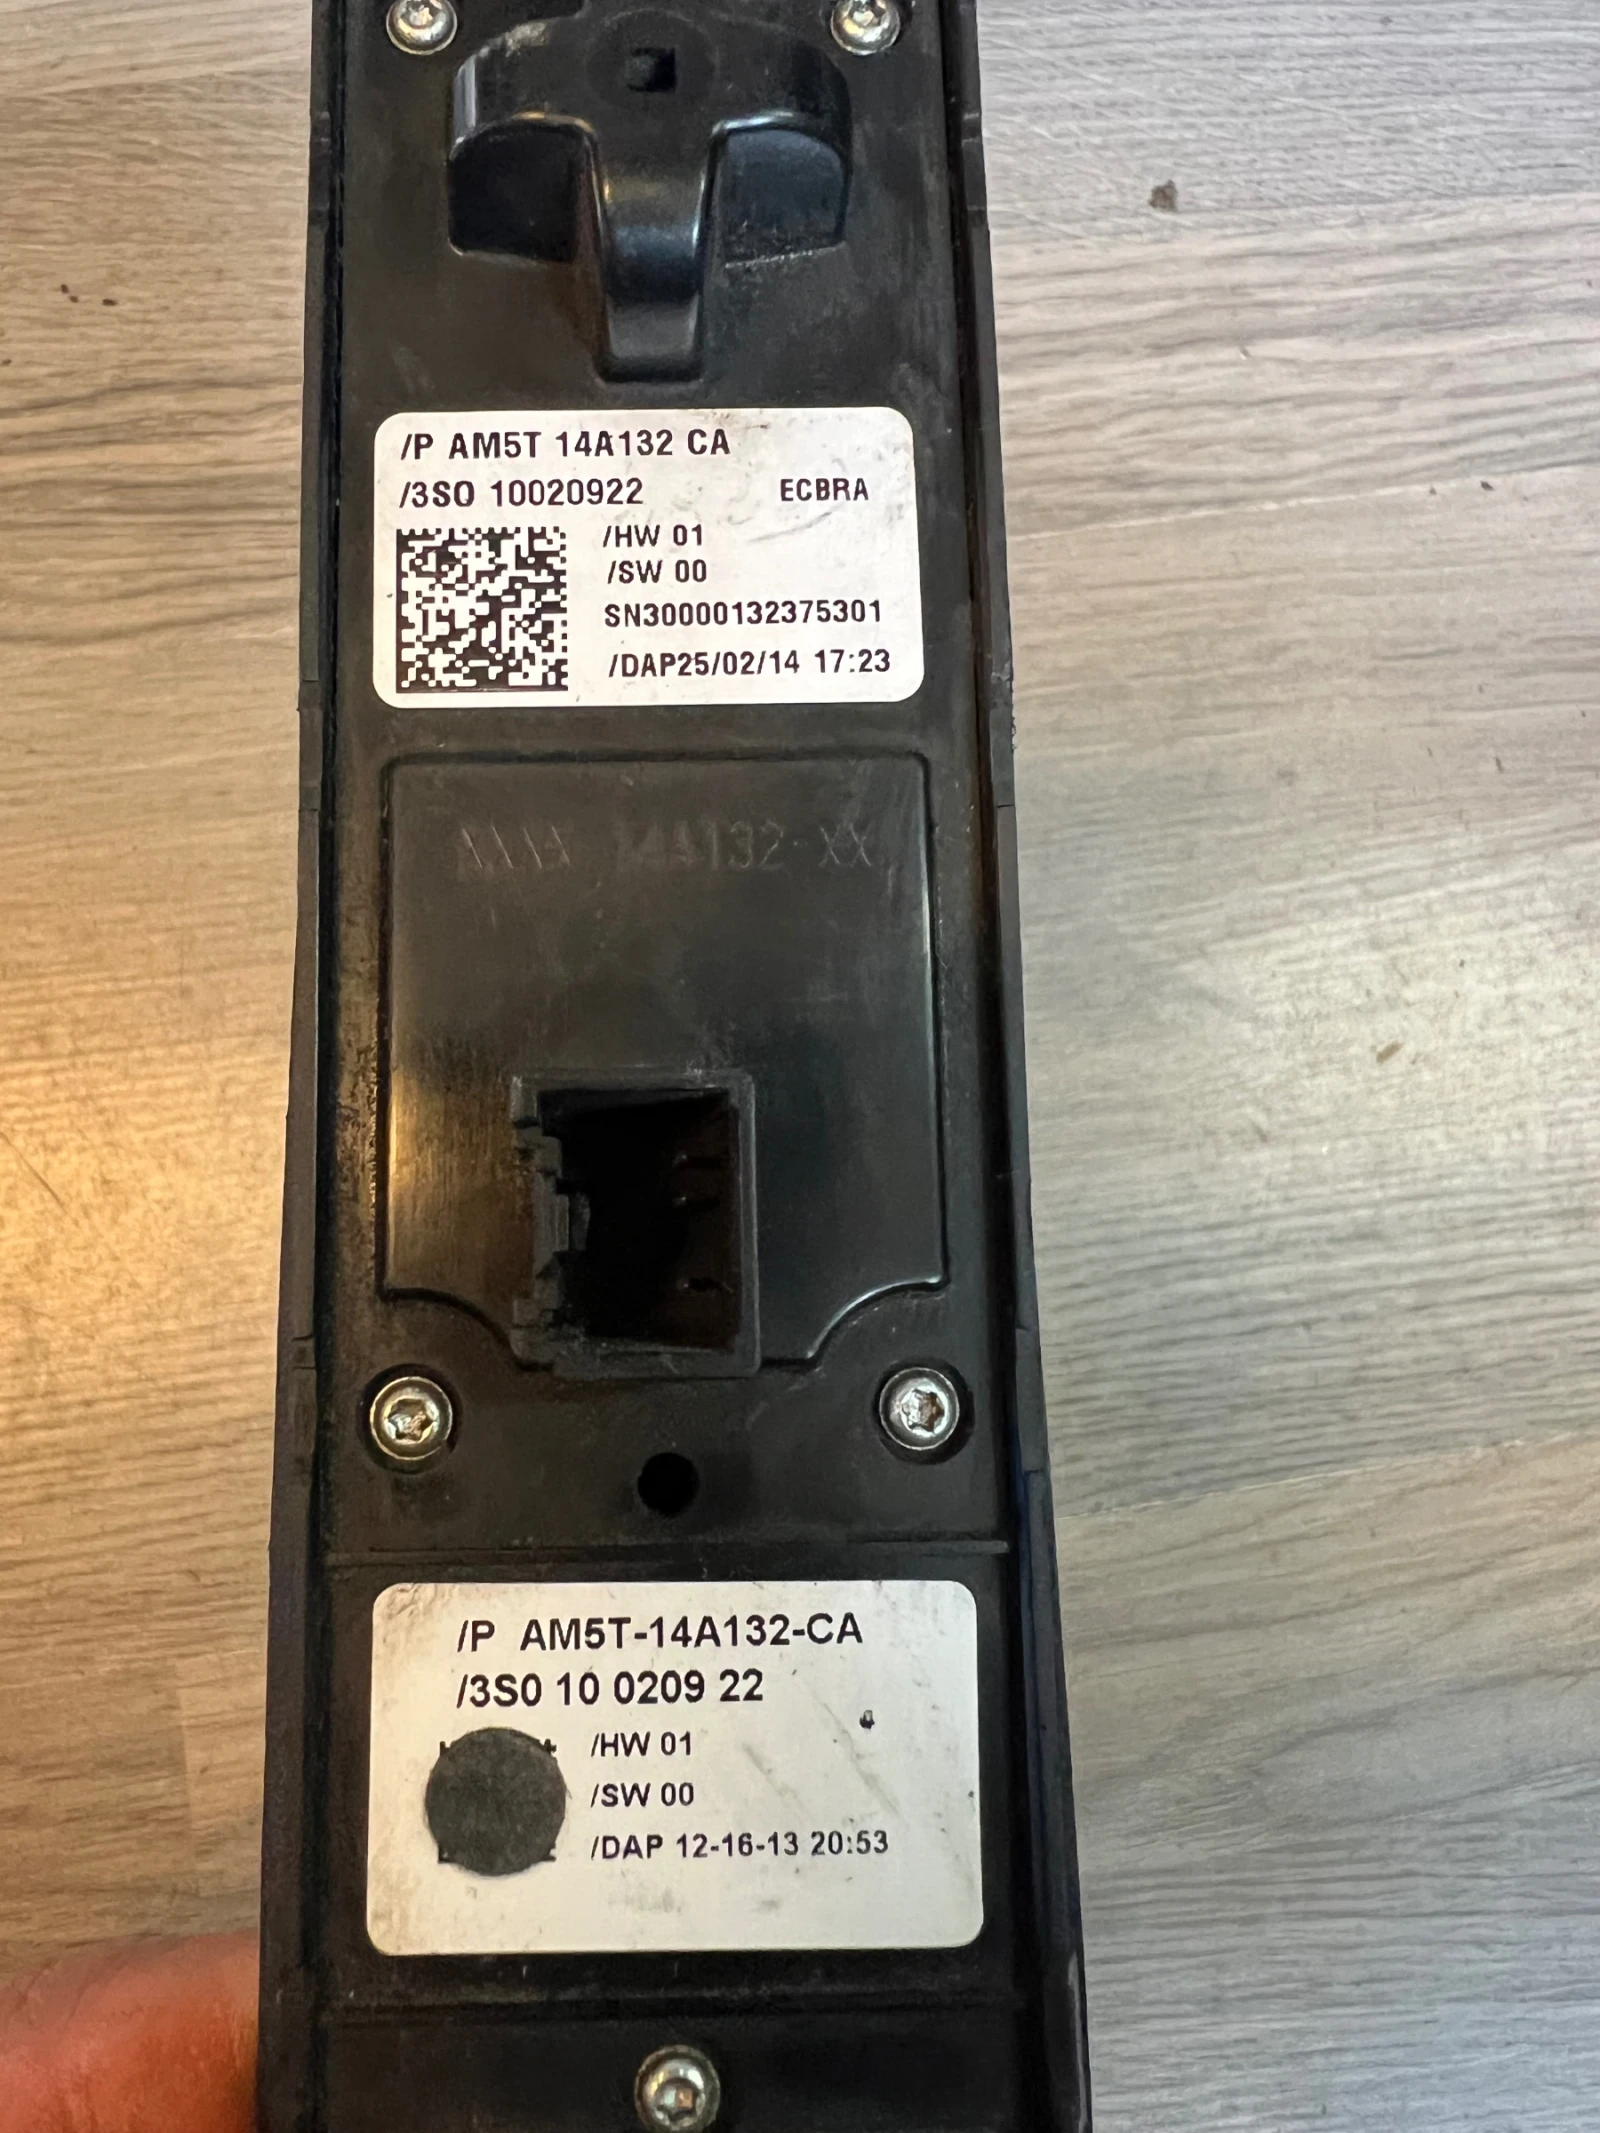 /P AM5T 14A132 CA
/3S0 10020922 ECBRA
/HW 01
/SW 00
SN30000132375301
/DAP25/02/14 17:23
XXXX 14A132-XX
/P AM5T-14A132-CA
/3S0 10 0209 22
/HW 01
/SW 00
/DAP 12-16-13 20:53